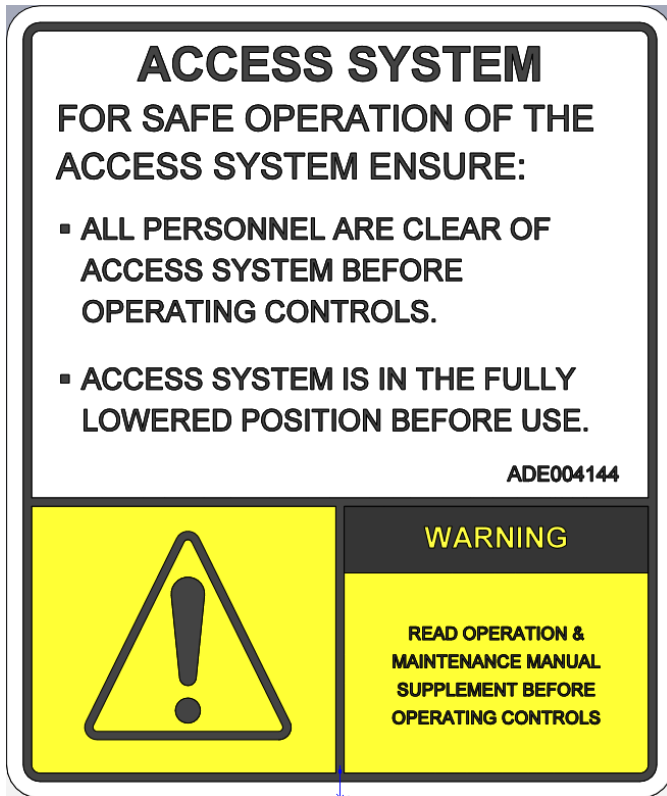 ACCESS SYSTEM
FOR SAFE OPERATION OF THE
ACCESS SYSTEM ENSURE:
▪ ALL PERSONNEL ARE CLEAR OF
ACCESS SYSTEM BEFORE
OPERATING CONTROLS.
▪ ACCESS SYSTEM IS IN THE FULLY
LOWERED POSITION BEFORE USE.
ADE004144
WARNING
READ OPERATION &
MAINTENANCE MANUAL
SUPPLEMENT BEFORE
OPERATING CONTROLS